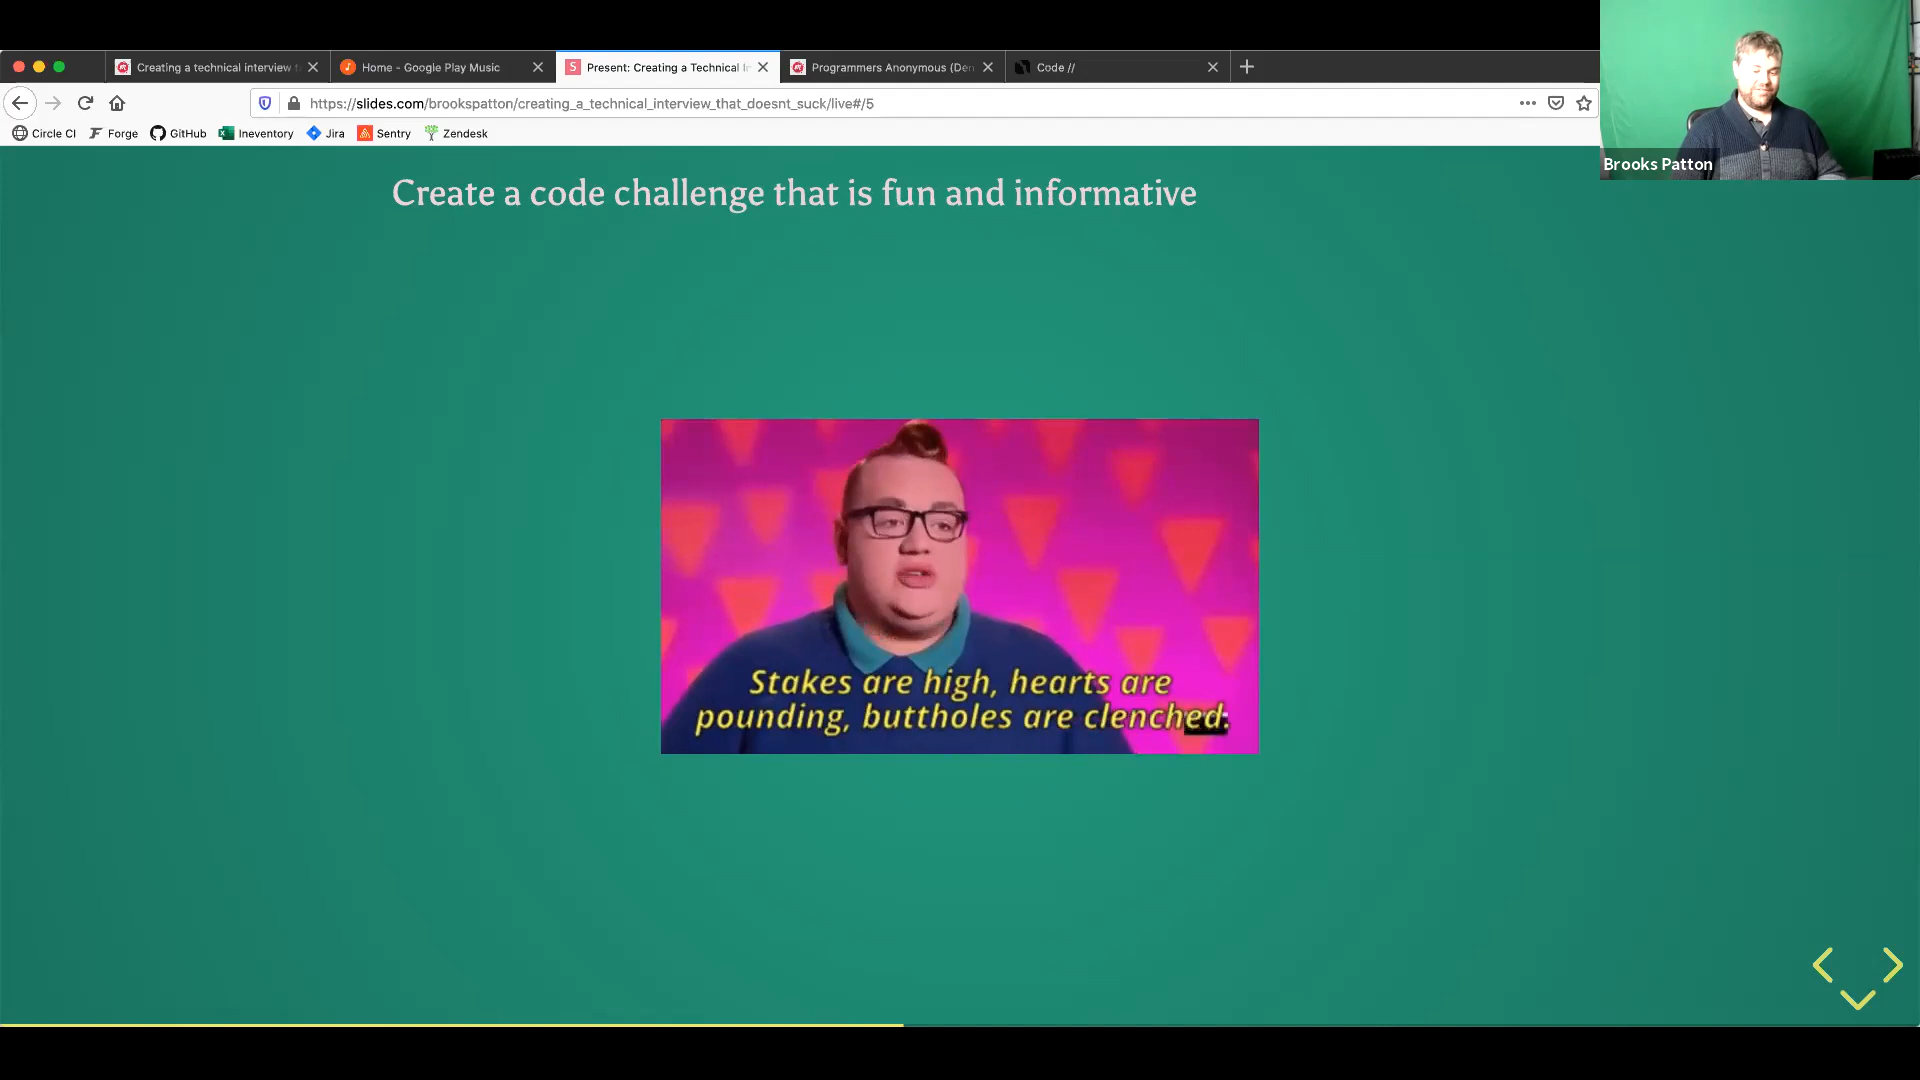 Creating a technical interview
Home - Google Play Music
S
Present: Creating a Technical I
Programmers Anonymous (Den
Code //
https://slides.com/brookspatton/creating_a_technical_interview_that_doesnt_suck/live#/5
Circle CI
Forge
GitHub
Ineventory
Jira
Sentry
Zendesk
Brooks Patton
Create a code challenge that is fun and informative
Stakes are high, hearts are
pounding, buttholes are clenched.